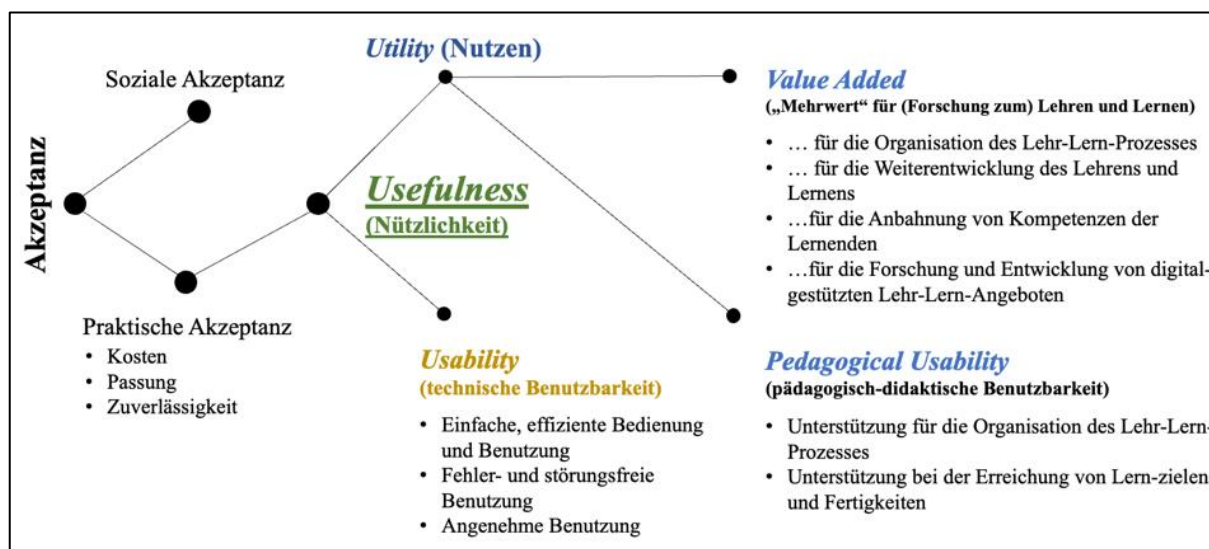 Akzeptanz
Soziale Akzeptanz
Praktische Akzeptanz
• Kosten
• Passung
• Zuverlässigkeit
Utility (Nutzen)
Usefulness
(Nützlichkeit)
Usability
(technische Benutzbarkeit)
• Einfache, effiziente Bedienung
und Benutzung
• Fehler- und störungsfreie
Benutzung
• Angenehme Benutzung
Value Added
(„Mehrwert“ für (Forschung zum) Lehren und Lernen)
• … für die Organisation des Lehr-Lern-Prozesses
• … für die Weiterentwicklung des Lehrens und
Lernens
• …für die Anbahnung von Kompetenzen der
Lernenden
• …für die Forschung und Entwicklung von digital-
gestützten Lehr-Lern-Angeboten
Pedagogical Usability
(pädagogisch-didaktische Benutzbarkeit)
• Unterstützung für die Organisation des Lehr-Lern-
Prozesses
• Unterstützung bei der Erreichung von Lern-zielen
und Fertigkeiten